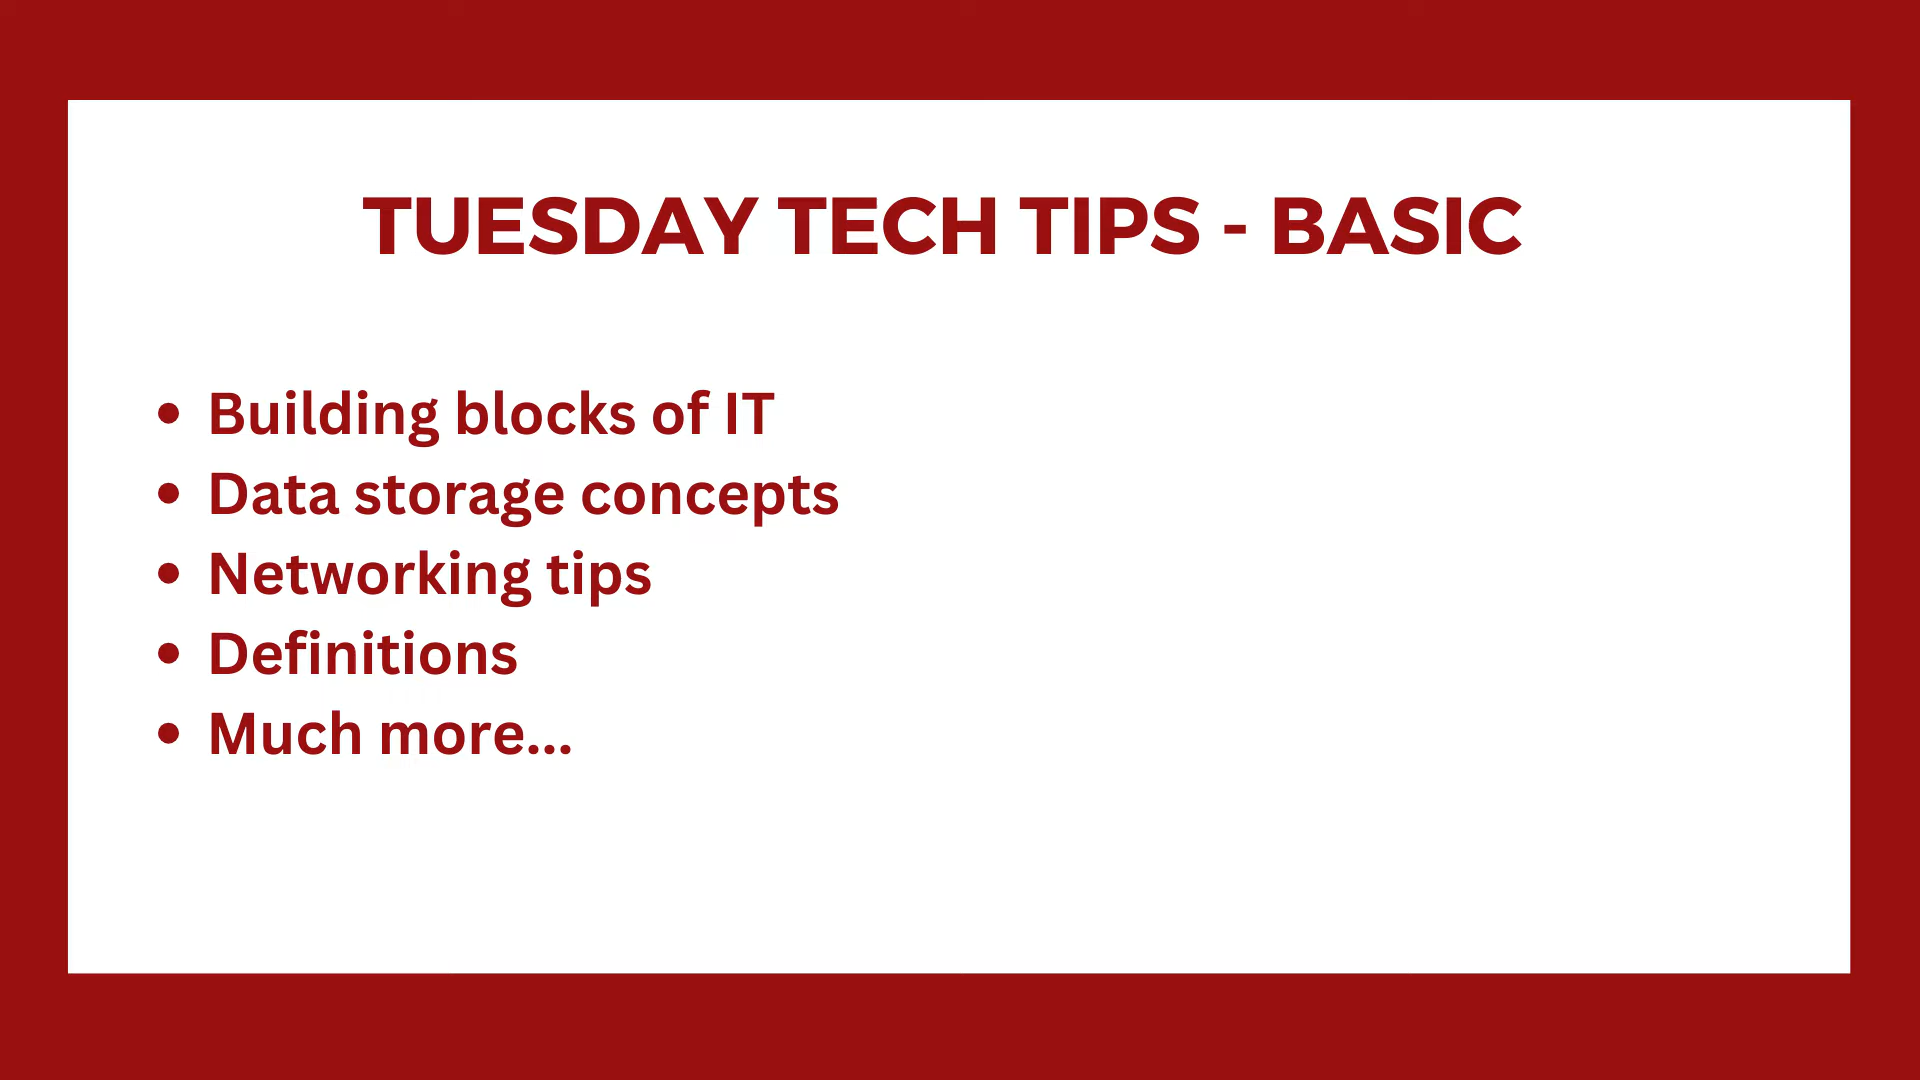 TUESDAY TECH TIPS - BASIC
• Building blocks of IT
• Data storage concepts
• Networking tips
• Definitions
• Much more...